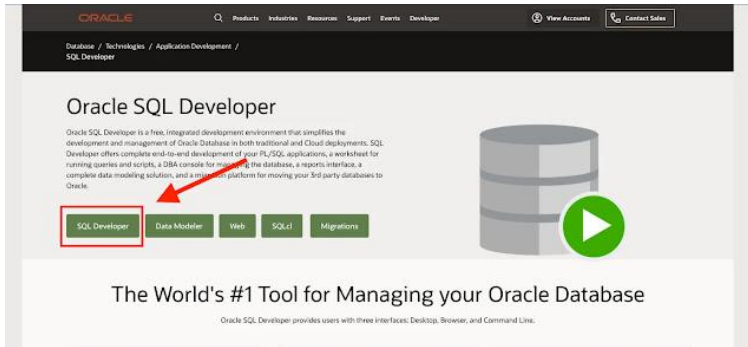 ORACLE
Products Industries Resources Support Events Developer
View Accounts
Contact Sales
Database / Technologies / Application Development /
SQL Developer
Oracle SQL Developer
Oracle SQL Developer is a free, integrated development environment that simplifies the
development and management of Oracle Database in both traditional and Cloud deployments. SQL
Developer offers complete end-to-end development of your PL/SQL applications, a worksheet for
running queries and scripts, a DBA console for managing the database, a reports interface, a
complete data modeling solution, and a migration platform for moving your 3rd party databases to
Oracle.
SQL Developer
Data Modeler
Web
SQLcl
Migrations
The World's #1 Tool for Managing your Oracle Database
Oracle SQL Developer provides users with three interfaces: Desktop, Browser, and Command Line.